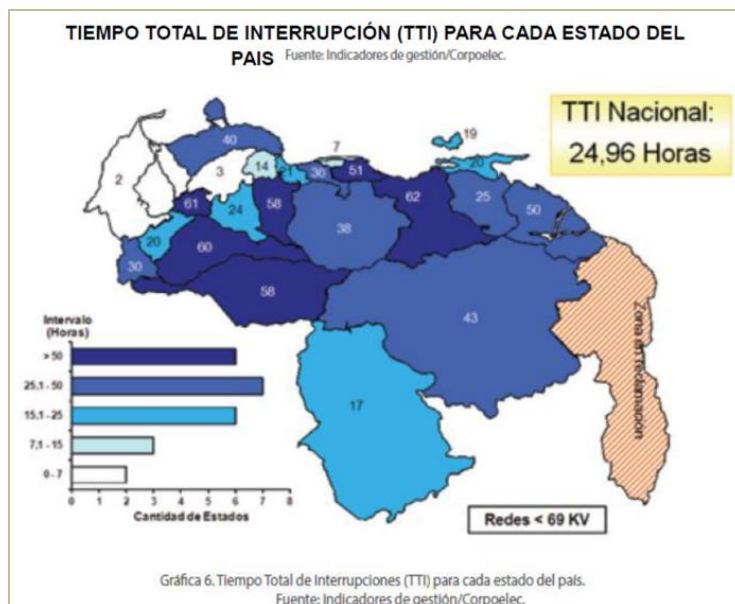 TIEMPO TOTAL DE INTERRUPCIÓN (TTI) PARA CADA ESTADO DEL
PAIS Fuente: Indicadores de gestión/Corpoelec.
TTI Nacional:
24,96 Horas
19
7
40
20
2
3
14
36
51
62
25
50
61
24
58
38
20
60
30
58
43
Zona en reclamación
17
Intervalo
(Horas)
> 50
25,1 - 50
15,1 - 25
7,1 - 15
0 - 7
0 1 2 3 4 5 6 7 8
Cantidad de Estados
Redes < 69 KV
Gráfica 6. Tiempo Total de Interrupciones (TTI) para cada estado del país.
Fuente: Indicadores de gestión/Corpoelec.